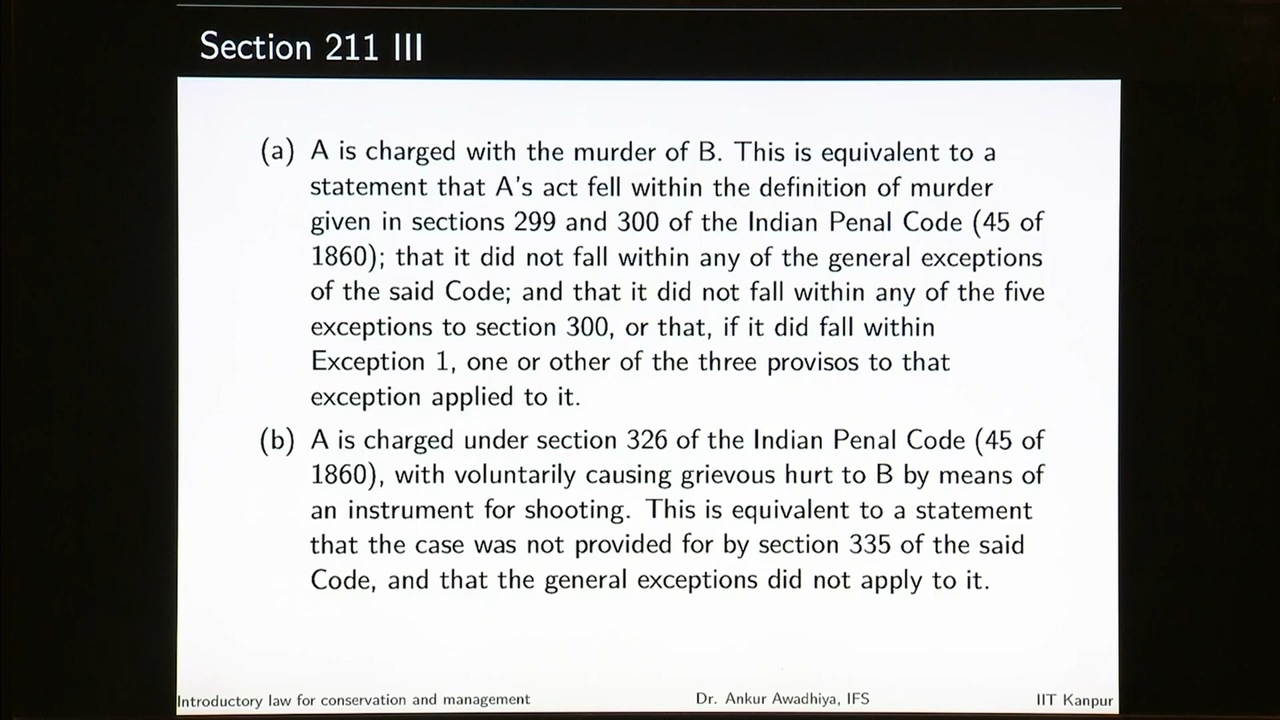 Section 211 III
(a) A is charged with the murder of B. This is equivalent to a
statement that A's act fell within the definition of murder
given in sections 299 and 300 of the Indian Penal Code (45 of
1860); that it did not fall within any of the general exceptions
of the said Code; and that it did not fall within any of the five
exceptions to section 300, or that, if it did fall within
Exception 1, one or other of the three provisos to that
exception applied to it.
(b) A is charged under section 326 of the Indian Penal Code (45 of
1860), with voluntarily causing grievous hurt to B by means of
an instrument for shooting. This is equivalent to a statement
that the case was not provided for by section 335 of the said
Code, and that the general exceptions did not apply to it.
Introductory law for conservation and management Dr. Ankur Awadhiya, IFS IIT Kanpur